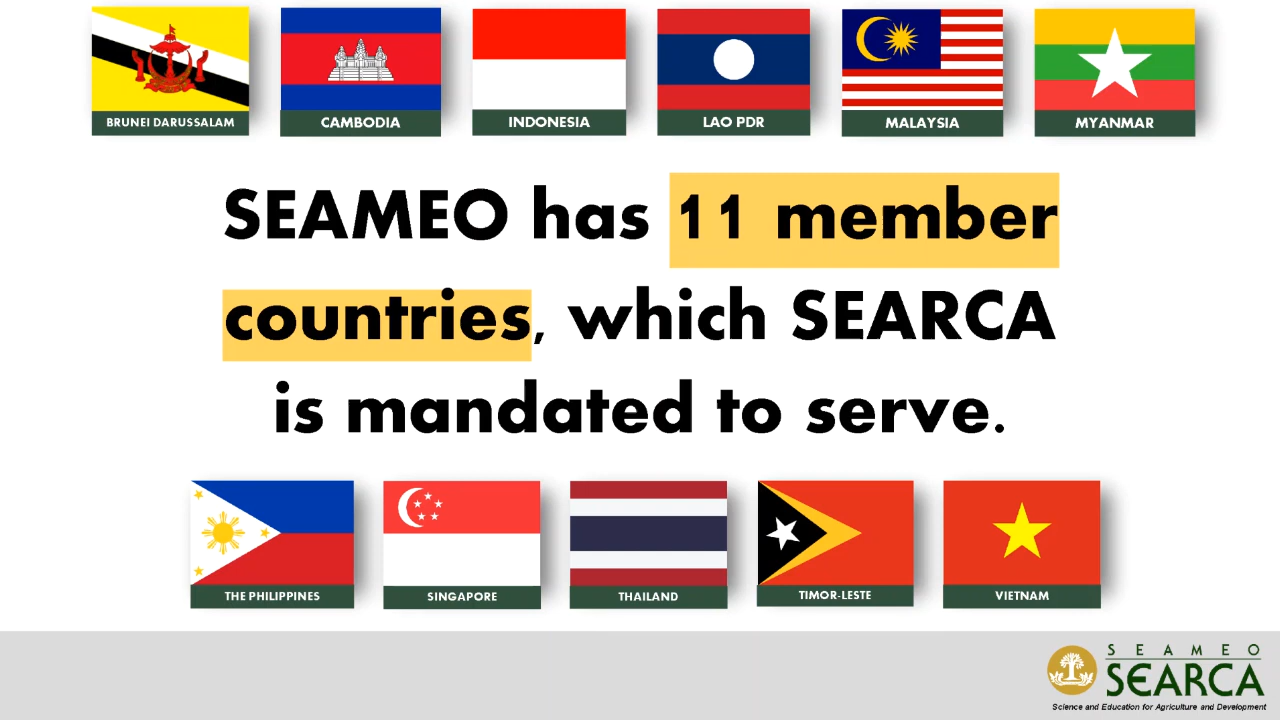 BRUNEI DARUSSALAM
CAMBODIA
INDONESIA
LAO PDR
MALAYSIA
MYANMAR
SEAMEO has 11 member
countries, which SEARCA
is mandated to serve.
THE PHILIPPINES
SINGAPORE
THAILAND
TIMOR-LESTE
VIETNAM
SEAMEO
SEARCA
Science and Education for Agriculture and Development